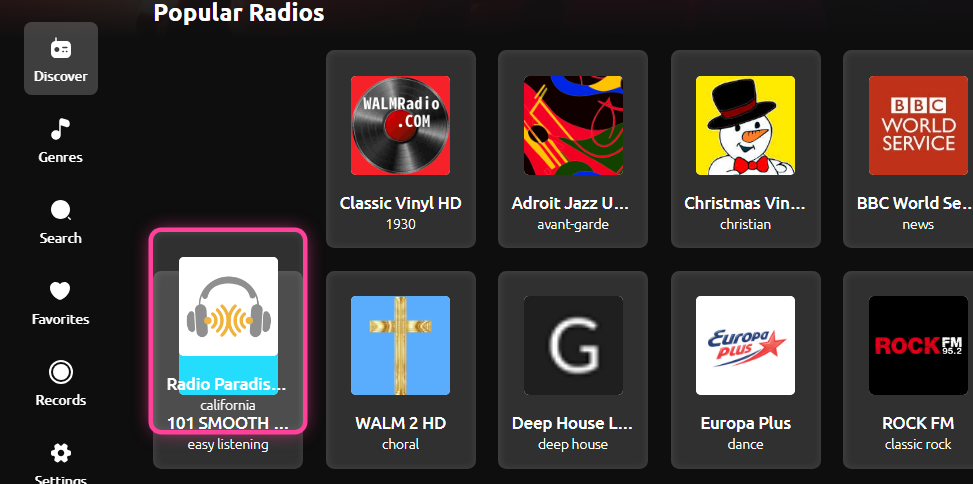 Popular Radios
Discover
Genres
Search
Favorites
Records
Settings
WALMRadio
.COM
Classic Vinyl HD
1930
Adroit Jazz U...
avant-garde
Christmas Vin...
christian
BBC
WORLD
SERVICE
BBC World Se...
news
Radio Paradis...
california
101 SMOOTH ...
easy listening
WALM 2 HD
choral
G
Deep House L...
deep house
EUROPA
PLUS
Europa Plus
dance
ROCK FM
95.2
ROCK FM
classic rock